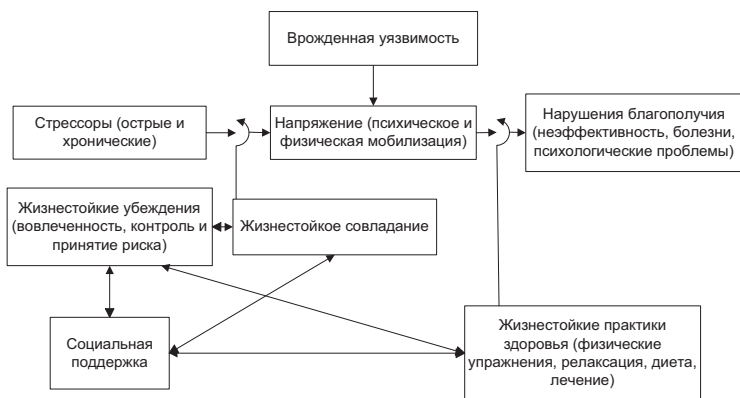 Врожденная уязвимость
Стрессоры (острые и
хронические)
Напряжение (психическое и
физическая мобилизация)
Нарушения благополучия
(неэффективность, болезни,
психологические проблемы)
Жизнестойкие убеждения
(вовлеченность, контроль и
принятие риска)
Жизнестойкое совладание
Социальная
поддержка
Жизнестойкие практики
здоровья (физические
упражнения, релаксация, диета,
лечение)